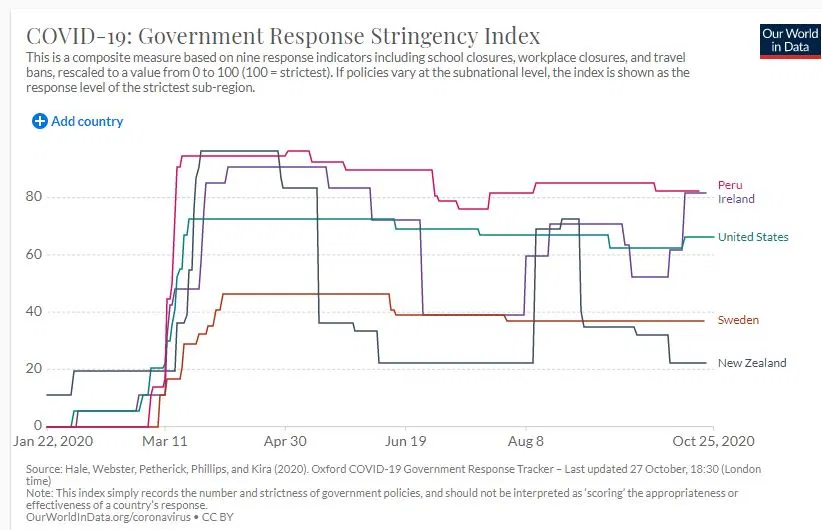 COVID-19: Government Response Stringency Index
Our World
in Data
This is a composite measure based on nine response indicators including school closures, workplace closures, and travel
bans, rescaled to a value from 0 to 100 (100 = strictest). If policies vary at the subnational level, the index is shown as the
response level of the strictest sub-region.
Add country
80
60
40
20
0
Peru
Ireland
United States
Sweden
New Zealand
Jan 22, 2020
Mar 11
Apr 30
Jun 19
Aug 8
Oct 25, 2020
Source: Hale, Webster, Petherick, Phillips, and Kira (2020). Oxford COVID-19 Government Response Tracker – Last updated 27 October, 18:30 (London
time)
Note: This index simply records the number and strictness of government policies, and should not be interpreted as ‘scoring’ the appropriateness or
effectiveness of a country’s response.
OurWorldInData.org/coronavirus • CC BY